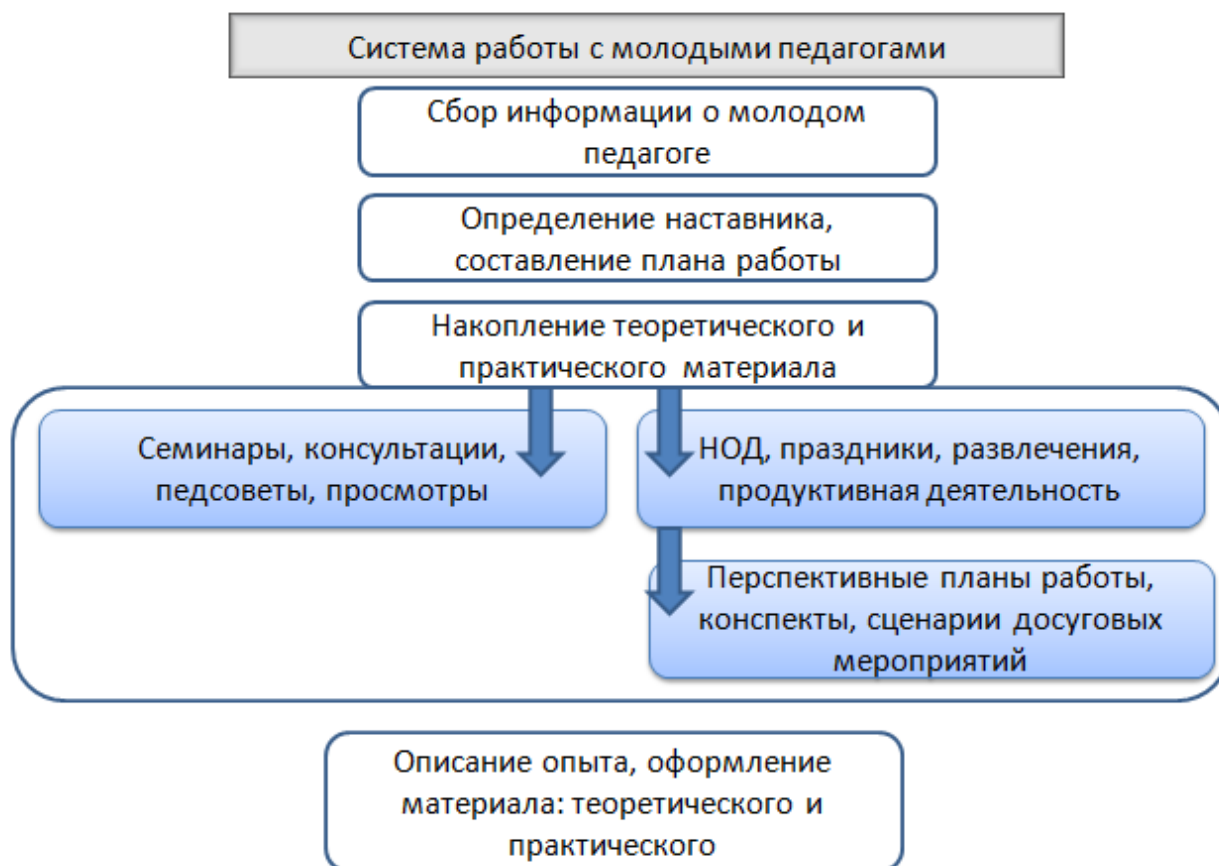 Система работы с молодыми педагогами
Сбор информации о молодом
педагоге
Определение наставника,
составление плана работы
Накопление теоретического и
практического материала
Семинары, консультации,
педсоветы, просмотры
НОД, праздники, развлечения,
продуктивная деятельность
Перспективные планы работы,
конспекты, сценарии досуговых
мероприятий
Описание опыта, оформление
материала: теоретического и
практического